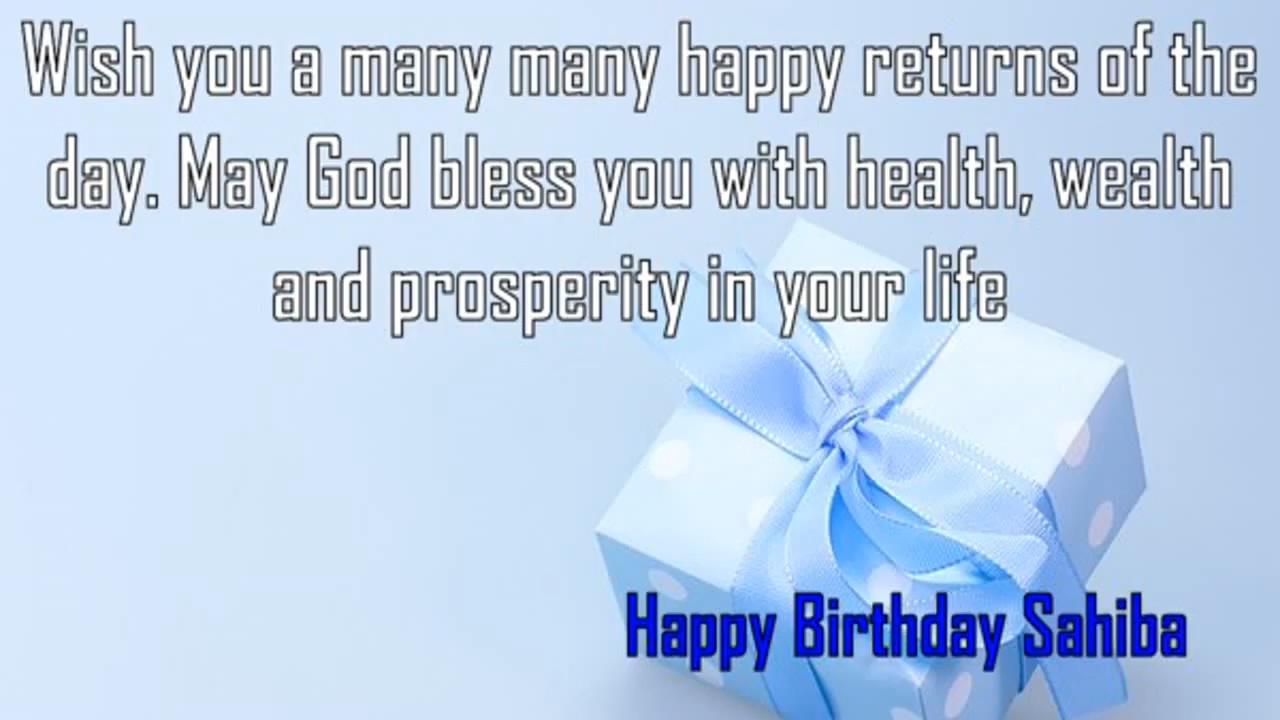 Wish you a many many happy returns of the
day. May God bless you with health, wealth
and prosperity in your life
Happy Birthday Sahiba